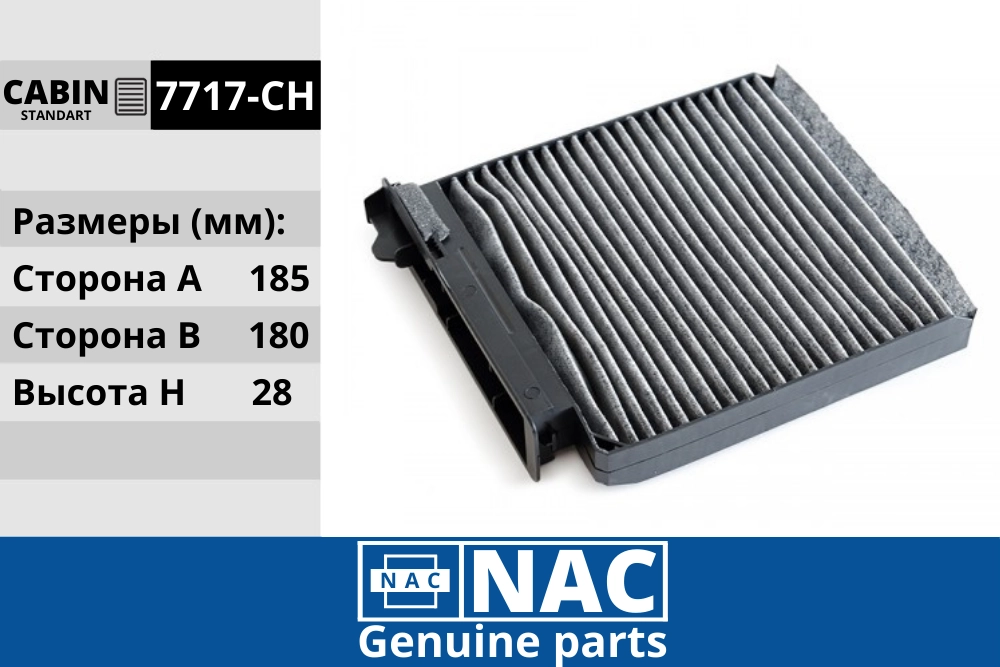 CABIN
STANDART
7717-CH
Размеры (мм):
Сторона A 185
Сторона B 180
Высота H 28
NAC NAC
Genuine parts